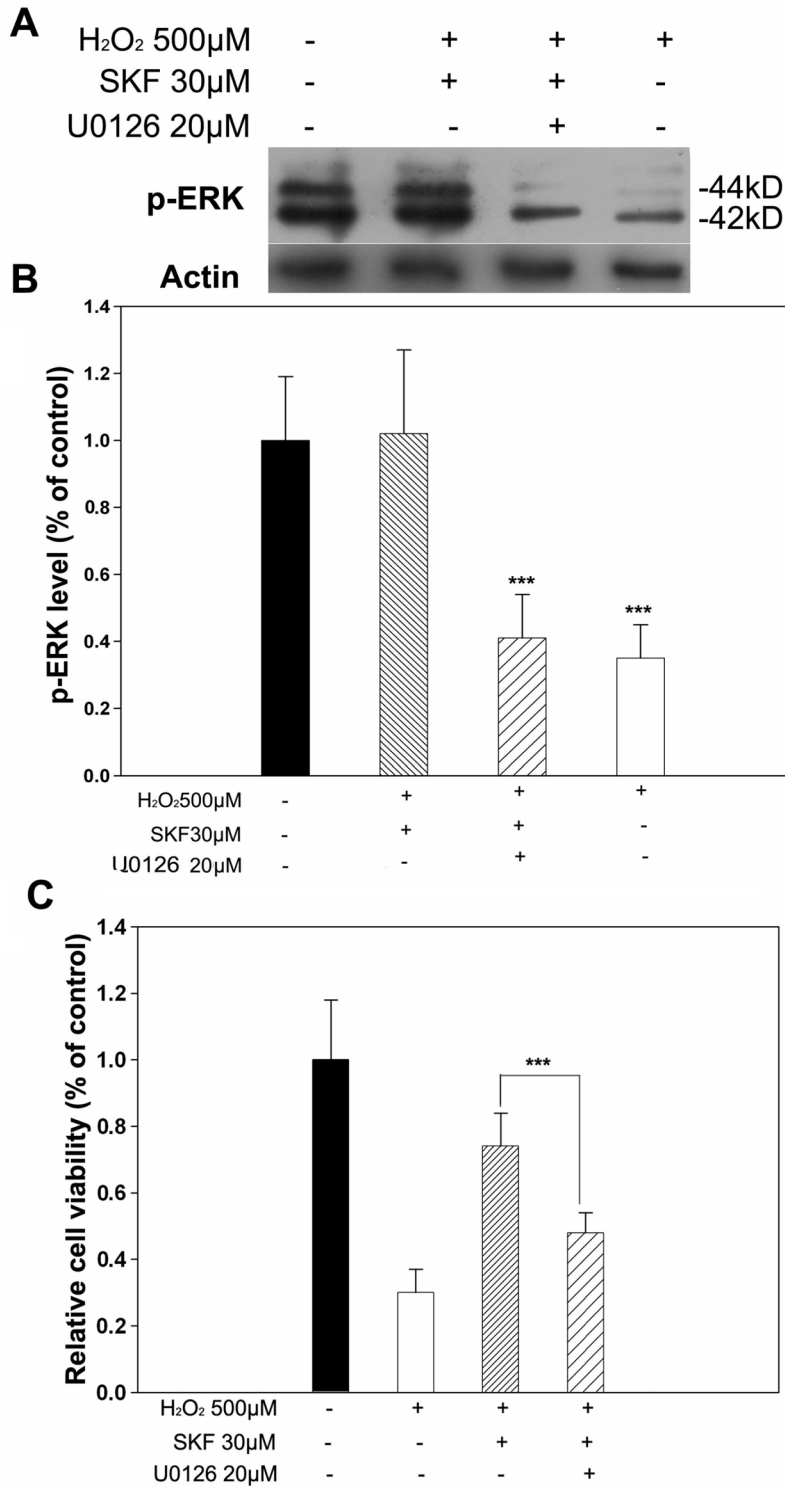 A
H₂O₂ 500μM - + + +
SKF 30μM - + + -
U0126 20μM - - + -
p-ERK
-44kD
-42kD
Actin
B
p-ERK level (% of control)
1.4
1.2
1.0
0.8
0.6
0.4
0.2
0.0
***
***
H₂O₂500μM - + + +
SKF30μM - + + -
U0126 20μM - - + -
C
Relative cell viability (% of control)
1.4
1.2
1.0
0.8
0.6
0.4
0.2
0.0
***
H₂O₂ 500μM - + + +
SKF 30μM - - + +
U0126 20μM - - - +